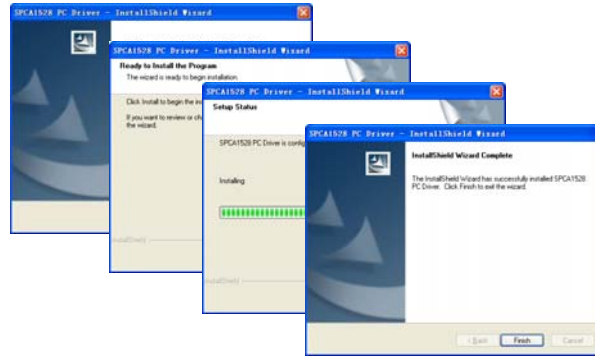 SPCA1528 PC Driver - InstallShield Wizard
SPCA1528 PC Driver - InstallShield Wizard
Ready to Install the Program
The wizard is ready to begin installation.
Click Install to begin the
If you want to review or
the wizard.
InstallShield
SPCA1528 PC Driver - InstallShield Wizard
Setup Status
SPCA1528 PC Driver is
Installing
InstallShield
SPCA1528 PC Driver - InstallShield Wizard
InstallShield Wizard Complete
The InstallShield Wizard has successfully installed SPCA1528
PC Driver. Click Finish to exit the wizard.
< Back
Finish
Cancel